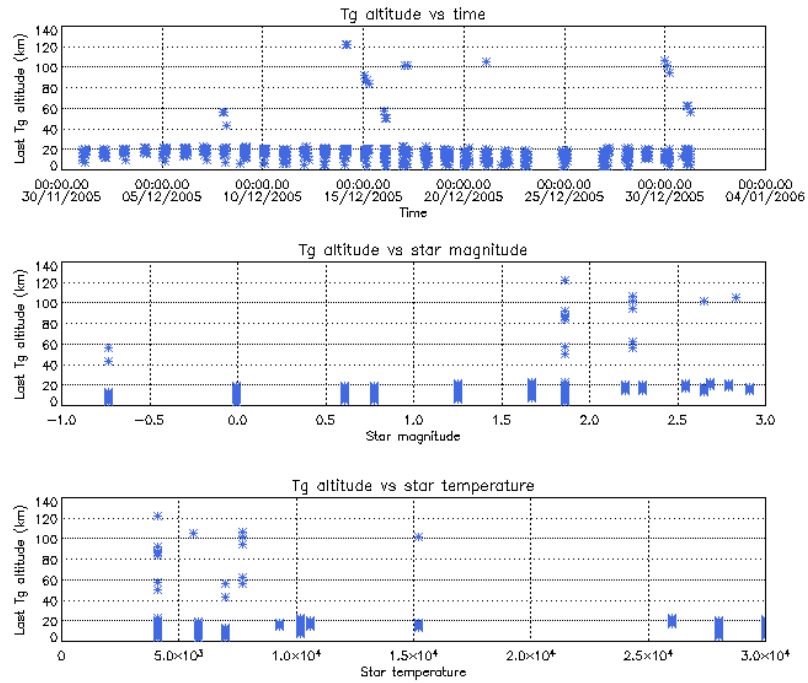 Tg altitude vs time
Last Tg altitude (km)
140
120
100
80
60
40
20
0
00:00.00 00:00.00 00:00.00 00:00.00 00:00.00 00:00.00 00:00.00 00:00.00
30/11/2005 05/12/2005 10/12/2005 15/12/2005 20/12/2005 25/12/2005 30/12/2005 04/01/2006
Time
Tg altitude vs star magnitude
Last Tg altitude (km)
140
120
100
80
60
40
20
0
-1.0 -0.5 0.0 0.5 1.0 1.5 2.0 2.5 3.0
Star magnitude
Tg altitude vs star temperature
Last Tg altitude (km)
140
120
100
80
60
40
20
0
0 5.0×10³ 1.0×10⁴ 1.5×10⁴ 2.0×10⁴ 2.5×10⁴ 3.0×10⁴
Star temperature